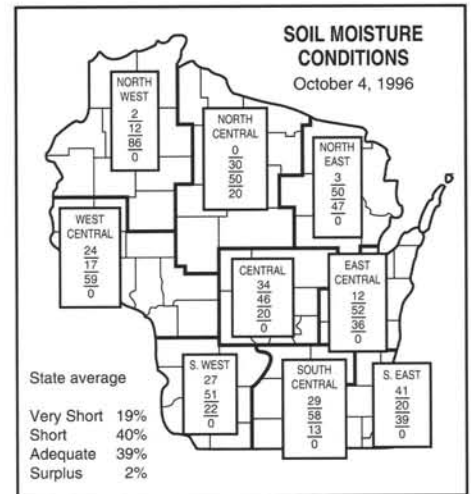 SOIL MOISTURE
CONDITIONS
October 4, 1996
NORTH
WEST
2
12
86
0
NORTH
CENTRAL
0
30
50
20
NORTH
EAST
3
50
47
0
WEST
CENTRAL
24
17
59
0
CENTRAL
34
46
20
0
EAST
CENTRAL
12
52
36
0
S. WEST
27
51
22
0
SOUTH
CENTRAL
29
58
13
0
S. EAST
41
20
39
0
State average
Very Short 19%
Short 40%
Adequate 39%
Surplus 2%